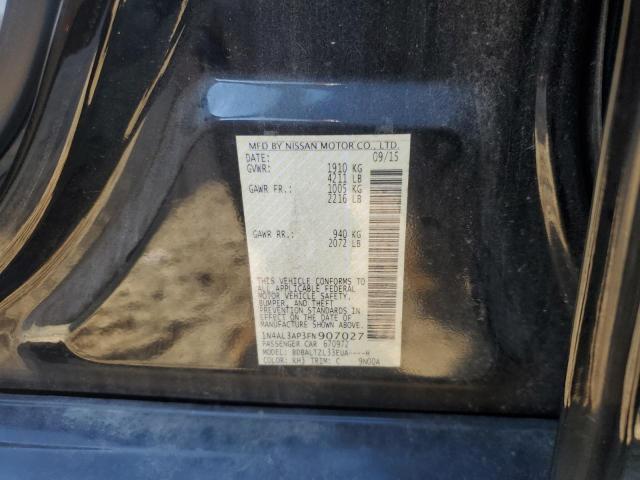 MFD BY NISSAN MOTOR CO., LTD.
DATE: 09/15
GVWR: 1910 KG
4211 LB
GAWR FR.: 1005 KG
2216 LB
GAWR RR.: 940 KG
2072 LB
THIS VEHICLE CONFORMS TO
ALL APPLICABLE FEDERAL
MOTOR VEHICLE SAFETY,
BUMPER, AND THEFT
PREVENTION STANDARDS IN
EFFECT ON THE DATE OF
MANUFACTURE SHOWN ABOVE.
1N4AL3AP3FN907027
PASSENGER CAR 670972
MODEL: BDBALTZL33EUA----H
COLOR: KH3 TRIM: C 9N00A